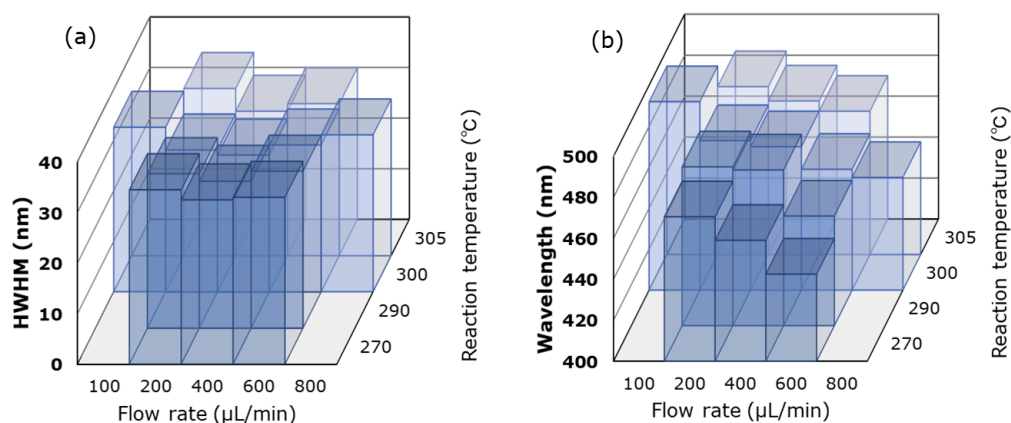 (a)
HWHM (nm)
40
30
20
10
0
100 200 400 600 800
Flow rate (μL/min)
270
290
300
305
Reaction temperature (℃)
(b)
Wavelength (nm)
500
480
460
440
420
400
100 200 400 600 800
Flow rate (μL/min)
270
290
300
305
Reaction temperature (℃)